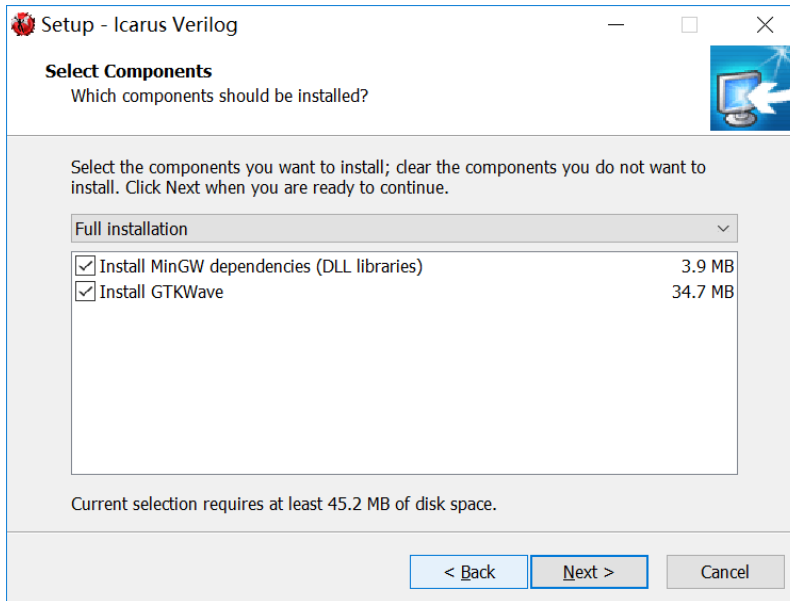 Setup - Icarus Verilog
Select Components
Which components should be installed?
Select the components you want to install; clear the components you do not want to
install. Click Next when you are ready to continue.
Full installation
Install MinGW dependencies (DLL libraries) 3.9 MB
Install GTKWave 34.7 MB
Current selection requires at least 45.2 MB of disk space.
< Back Next > Cancel